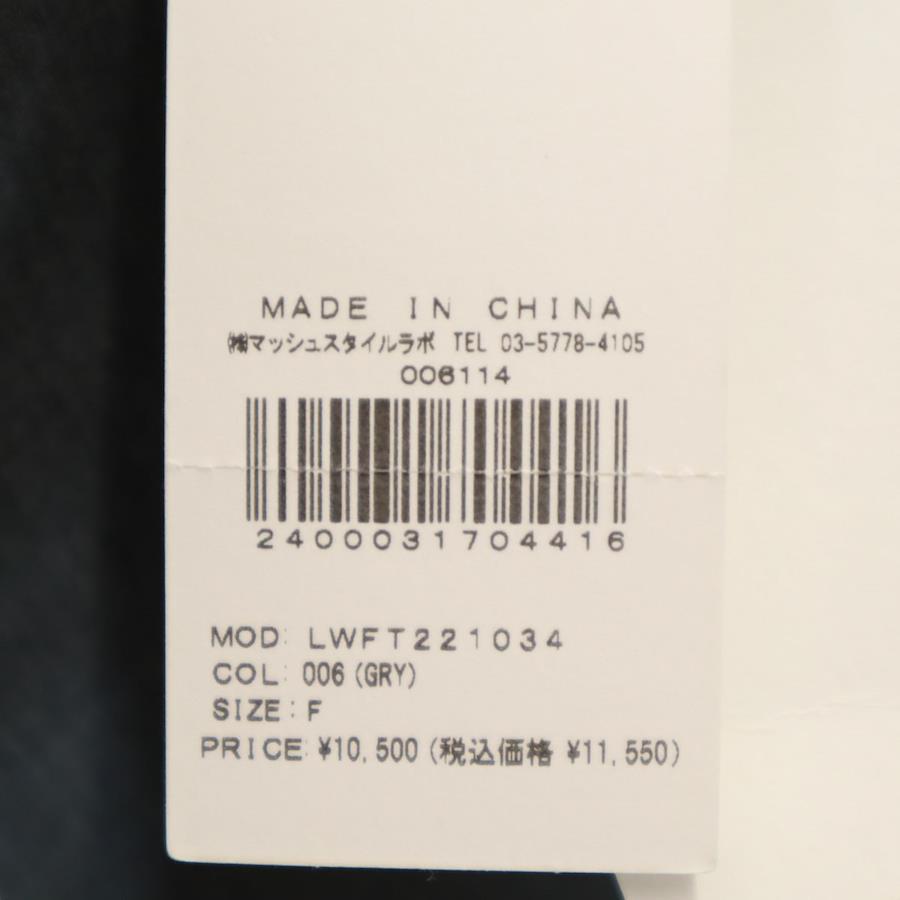 MADE IN CHINA
㈱マッシュスタイルラボ TEL 03-5778-4105
006114
2400031704416
MOD: LWFT221034
COL: 006(GRY)
SIZE:F
PRICE:¥10,500(税込価格 ¥11,550)